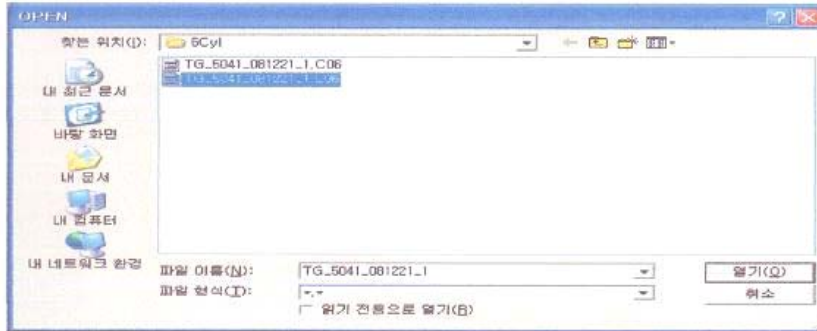 OPEN
찾는 위치(I):
6Cyl
TG_5041_081221_1.C06
TG_5041_081221_1.L06
내 최근 문서
바탕 화면
내 문서
내 컴퓨터
내 네트워크 환경
파일 이름(N):
TG_5041_081221_1
열기(O)
파일 형식(T):
*.*
취소
읽기 전용으로 열기(R)